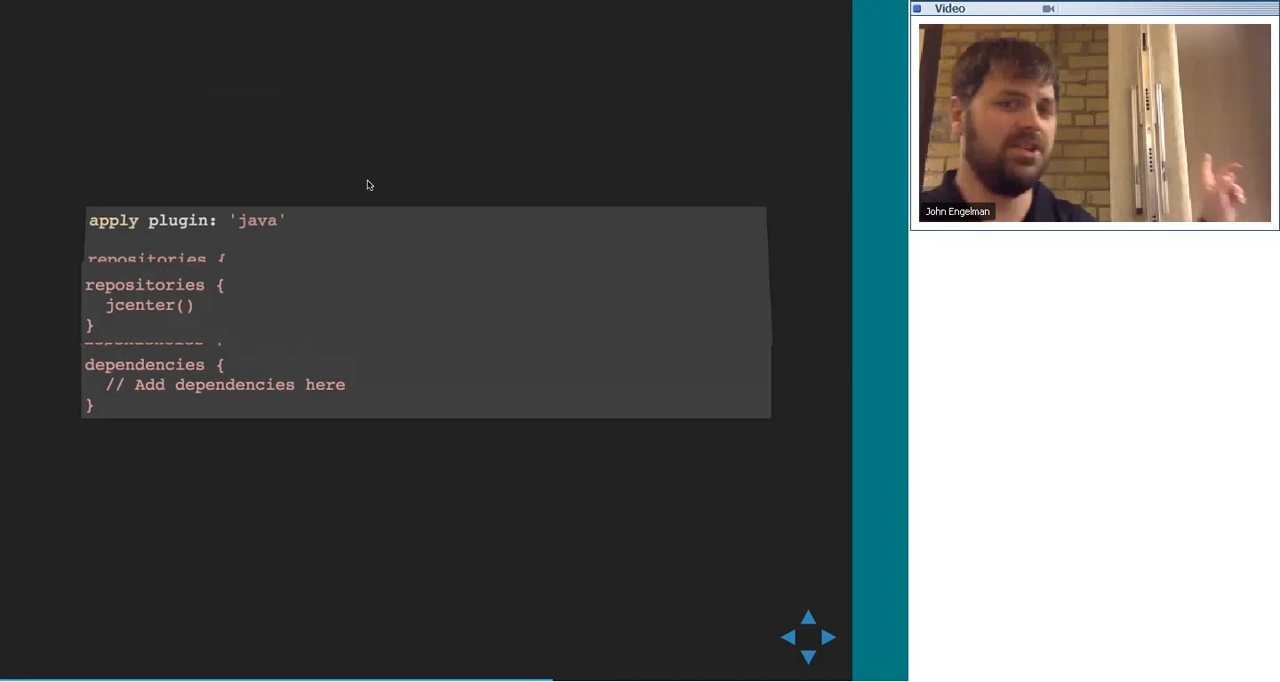 Video
apply plugin: 'java'
repositories {
repositories {
jcenter()
}
dependencies {
// Add dependencies here
}
John Engelman